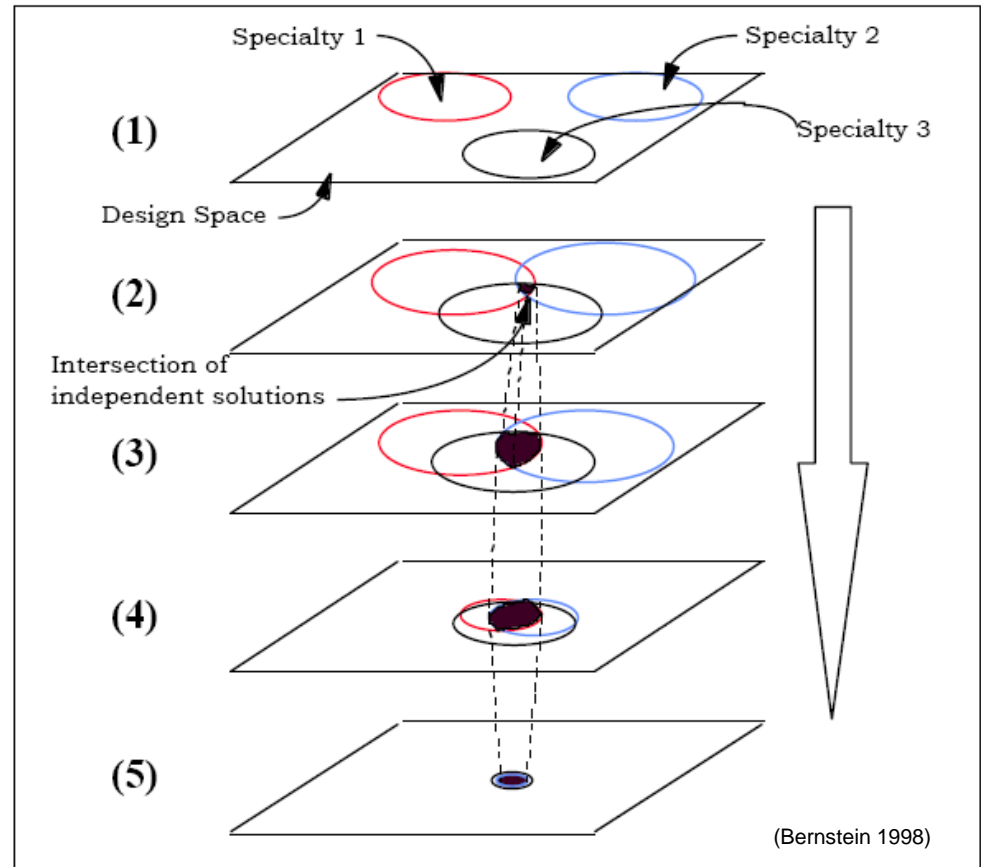 Specialty 1
Specialty 2
(1)
Specialty 3
Design Space
(2)
Intersection of
independent solutions
(3)
(4)
(5)
(Bernstein 1998)